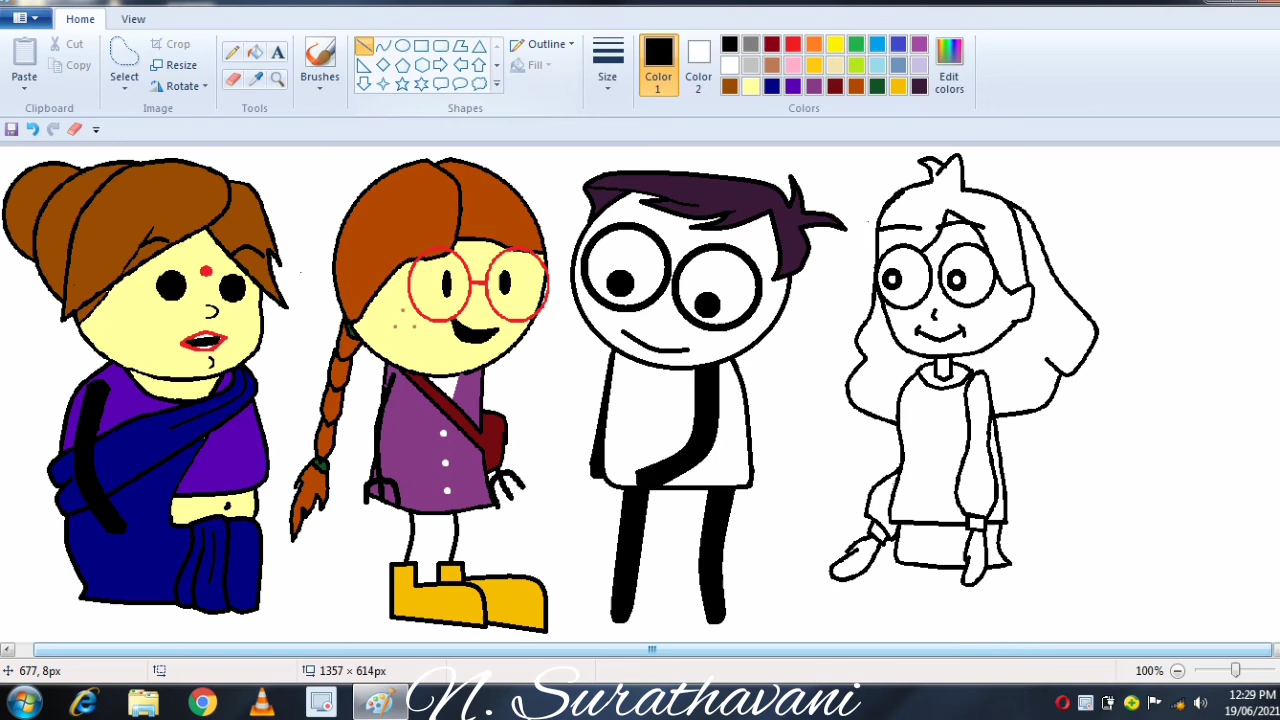 Home View
Cut
Copy
Paste
Clipboard
Crop
Resize
Rotate
Select
Image
Tools
A
Brushes
Outline
Fill
Shapes
Size
Color 1
Color 2
Edit colors
Colors
677, 8px
1357 × 614px
100%
N. Surathavani
12:29 PM
19/06/2021